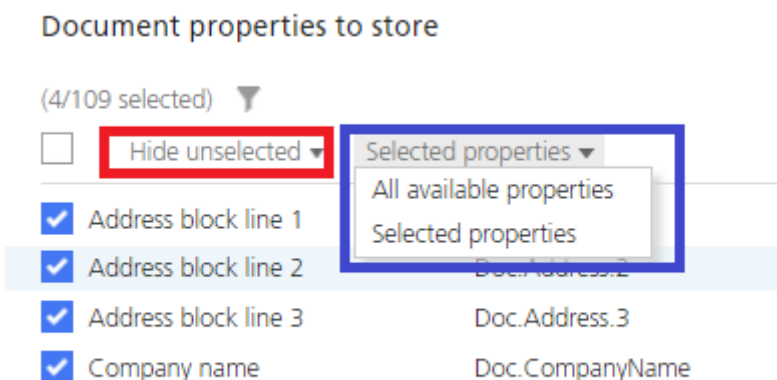 Document properties to store
(4/109 selected)
Hide unselected Selected properties
All available properties
Selected properties
Address block line 1
Address block line 2 Doc.Address.2
Address block line 3 Doc.Address.3
Company name Doc.CompanyName